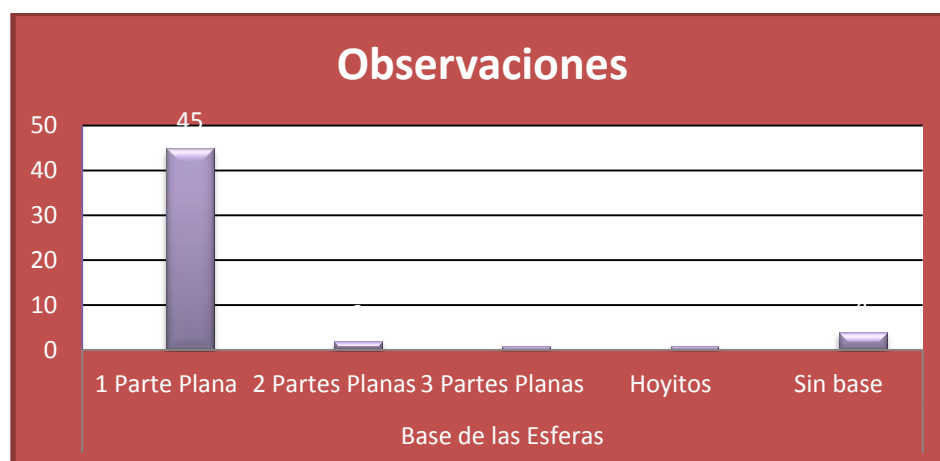 Observaciones
50
45
40
30
20
10
0
1 Parte Plana
2 Partes Planas
3 Partes Planas
Hoyitos
Sin base
Base de las Esferas